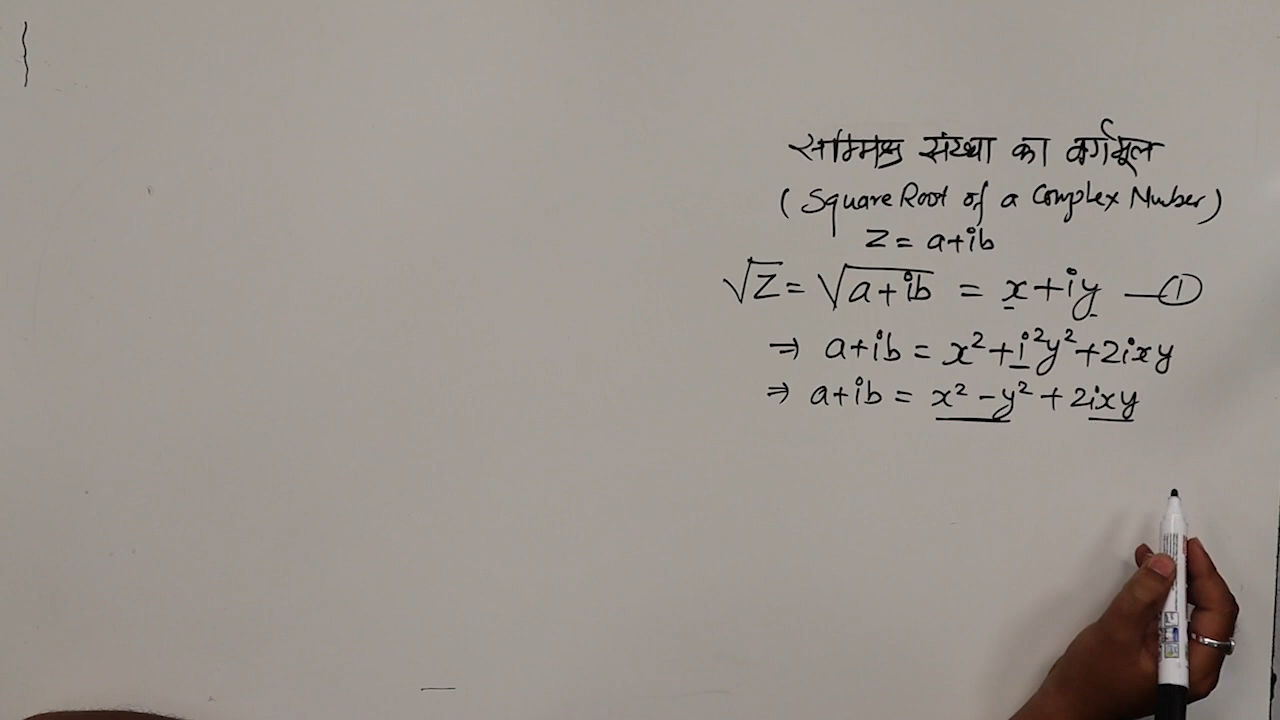 सम्मिश्र संख्या का वर्गमूल
(Square Root of a Complex Number)
z = a+ib
√z = √(a+ib) = x+iy —①
⇒ a+ib = x²+i²y²+2ixy
⇒ a+ib = x²-y²+2ixy